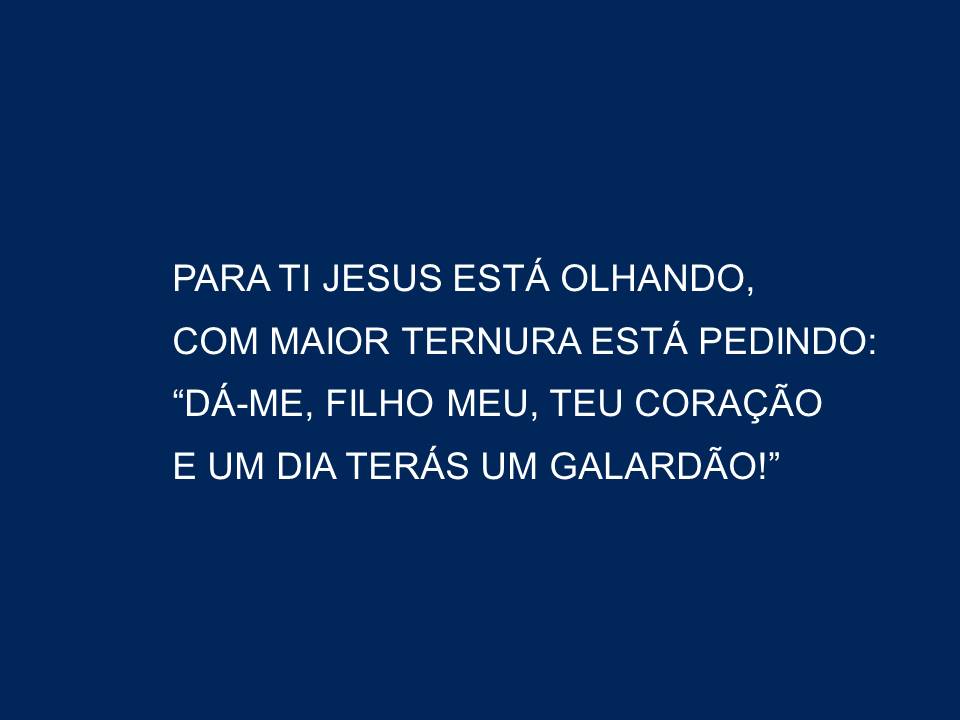 PARA TI JESUS ESTÁ OLHANDO,
COM MAIOR TERNURA ESTÁ PEDINDO:
“DÁ-ME, FILHO MEU, TEU CORAÇÃO
E UM DIA TERÁS UM GALARDÃO!”